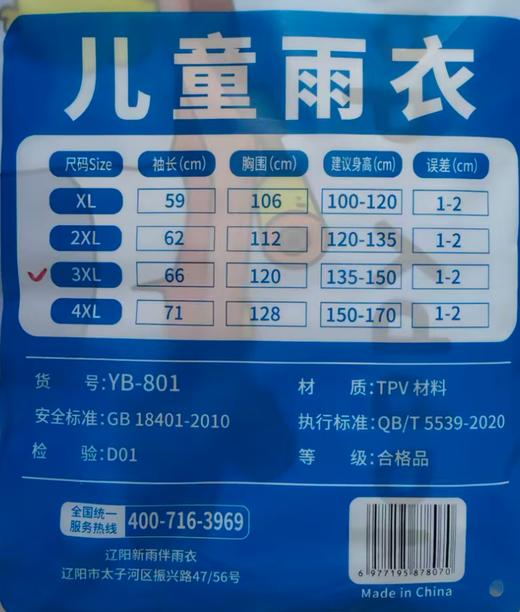 儿童雨衣
尺码Size 袖长(cm) 胸围(cm) 建议身高(cm) 误差(cm)
XL 59 106 100-120 1-2
2XL 62 112 120-135 1-2
3XL 66 120 135-150 1-2
4XL 71 128 150-170 1-2
货 号:YB-801 材 质:TPV 材料
安全标准:GB 18401-2010 执行标准:QB/T 5539-2020
检 验:D01 等 级:合格品
全国统一
服务热线 400-716-3969
辽阳新雨伴雨衣
辽阳市太子河区振兴路47/56号
6 977195 878070
Made in China